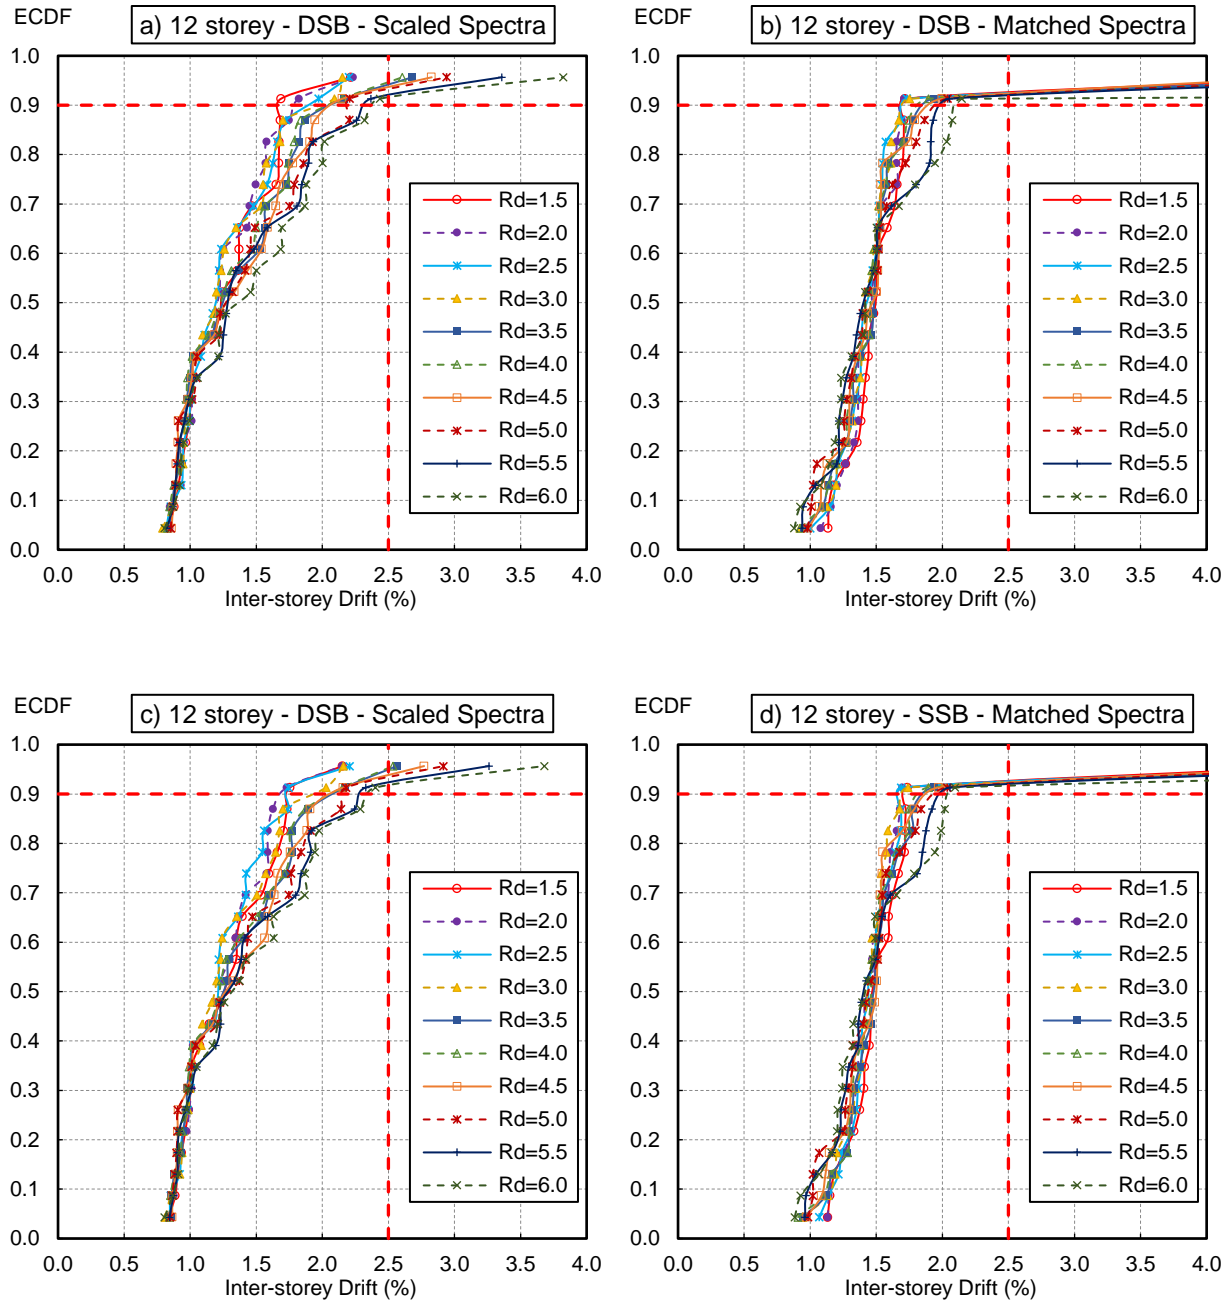 ECDF
a) 12 storey - DSB - Scaled Spectra
1.0
0.9
0.8
0.7
0.6
0.5
0.4
0.3
0.2
0.1
0.0
Rd=1.5
Rd=2.0
Rd=2.5
Rd=3.0
Rd=3.5
Rd=4.0
Rd=4.5
Rd=5.0
Rd=5.5
Rd=6.0
0.0 0.5 1.0 1.5 2.0 2.5 3.0 3.5 4.0
Inter-storey Drift (%)
ECDF
b) 12 storey - DSB - Matched Spectra
1.0
0.9
0.8
0.7
0.6
0.5
0.4
0.3
0.2
0.1
0.0
Rd=1.5
Rd=2.0
Rd=2.5
Rd=3.0
Rd=3.5
Rd=4.0
Rd=4.5
Rd=5.0
Rd=5.5
Rd=6.0
0.0 0.5 1.0 1.5 2.0 2.5 3.0 3.5 4.0
Inter-storey Drift (%)
ECDF
c) 12 storey - DSB - Scaled Spectra
1.0
0.9
0.8
0.7
0.6
0.5
0.4
0.3
0.2
0.1
0.0
Rd=1.5
Rd=2.0
Rd=2.5
Rd=3.0
Rd=3.5
Rd=4.0
Rd=4.5
Rd=5.0
Rd=5.5
Rd=6.0
0.0 0.5 1.0 1.5 2.0 2.5 3.0 3.5 4.0
Inter-storey Drift (%)
ECDF
d) 12 storey - SSB - Matched Spectra
1.0
0.9
0.8
0.7
0.6
0.5
0.4
0.3
0.2
0.1
0.0
Rd=1.5
Rd=2.0
Rd=2.5
Rd=3.0
Rd=3.5
Rd=4.0
Rd=4.5
Rd=5.0
Rd=5.5
Rd=6.0
0.0 0.5 1.0 1.5 2.0 2.5 3.0 3.5 4.0
Inter-storey Drift (%)